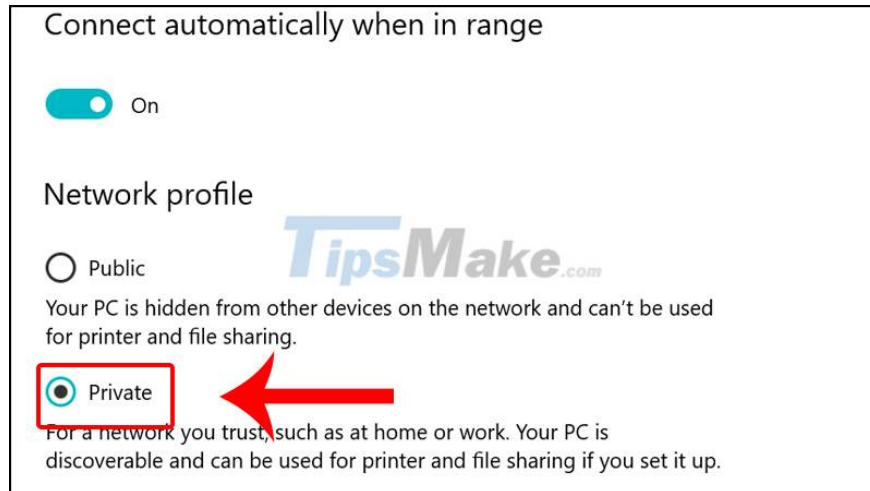 Connect automatically when in range
On
Network profile
TipsMake.com
Public
Your PC is hidden from other devices on the network and can't be used
for printer and file sharing.
Private
For a network you trust, such as at home or work. Your PC is
discoverable and can be used for printer and file sharing if you set it up.